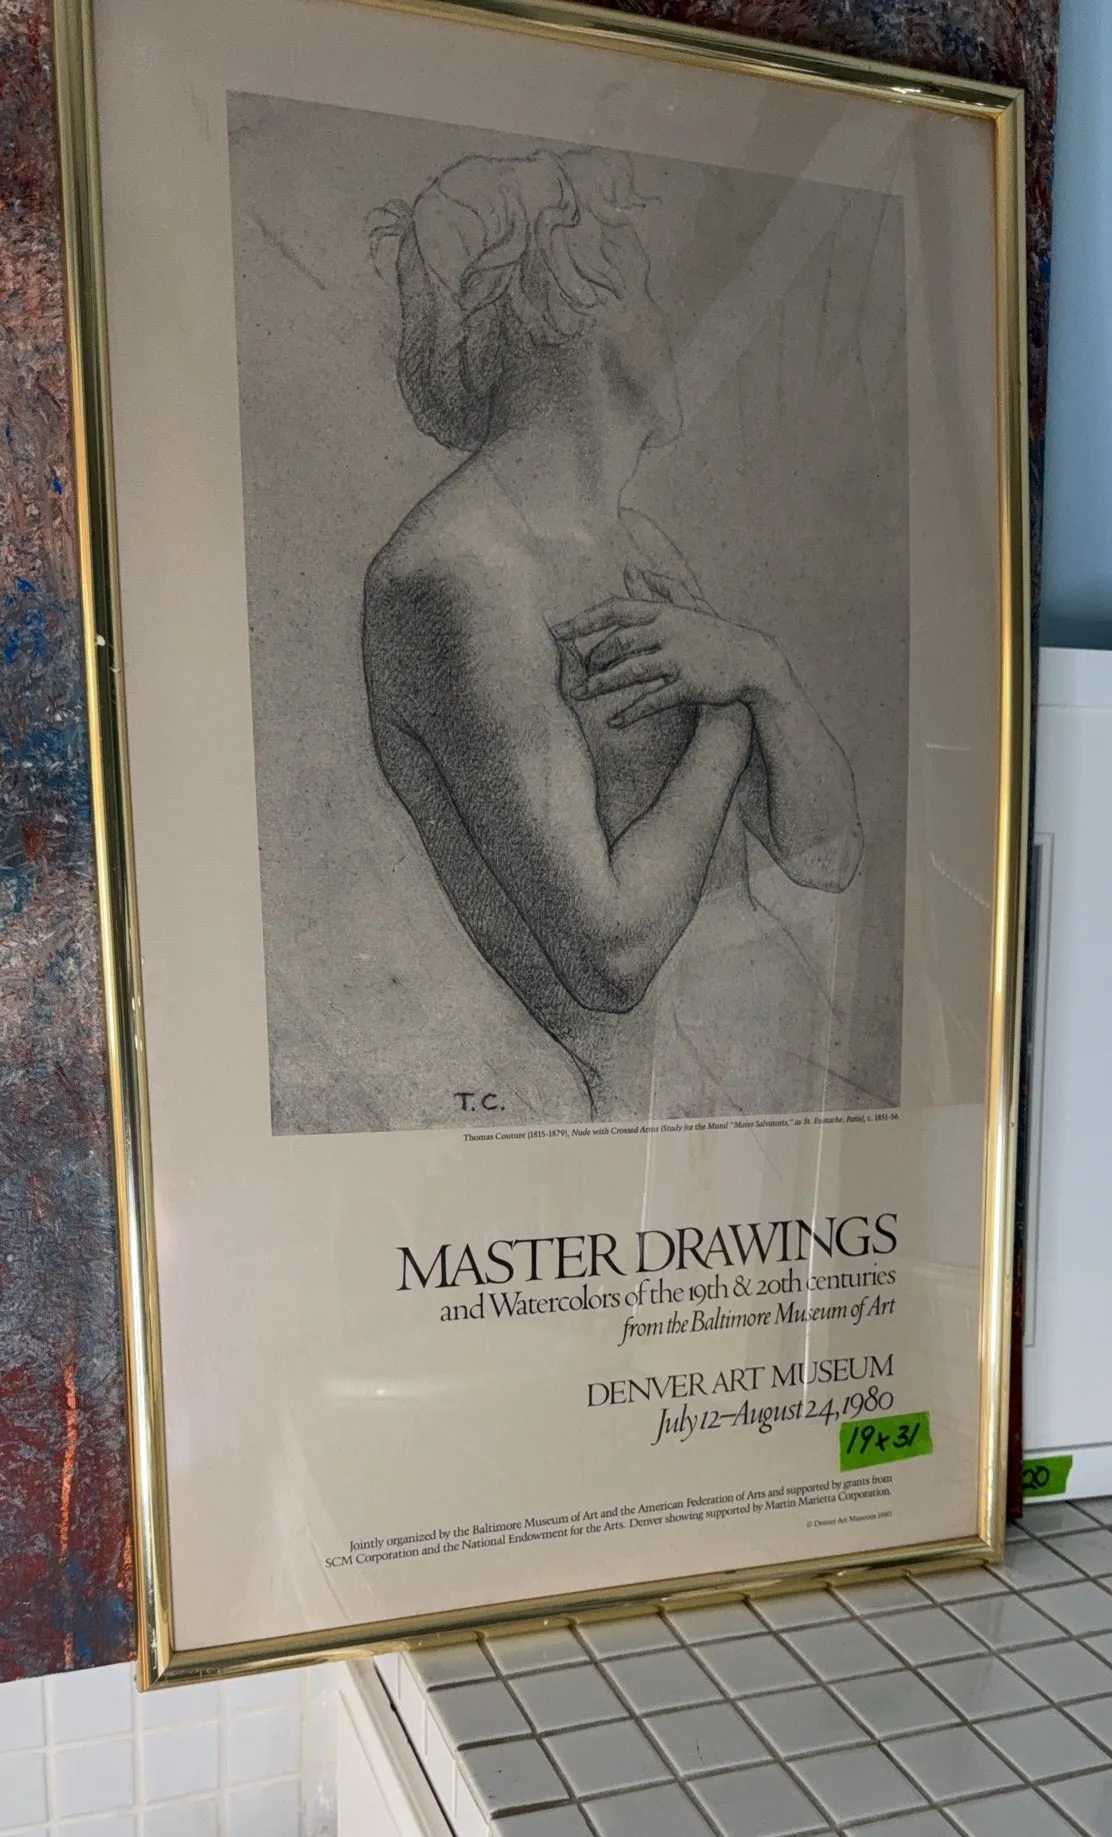 T.C.
Thomas Couture (1815-1879), Nude with Crossed Arms (Study for the Mural "Mater Salvatoris," in St. Eustache, Paris), c. 1851-56
MASTER DRAWINGS
and Watercolors of the 19th & 20th centuries
from the Baltimore Museum of Art
DENVER ART MUSEUM
July 12–August 24, 1980
19x31
20
Jointly organized by the Baltimore Museum of Art and the American Federation of Arts and supported by grants from
SCM Corporation and the National Endowment for the Arts. Denver showing supported by Martin Marietta Corporation.
© Denver Art Museum 1980